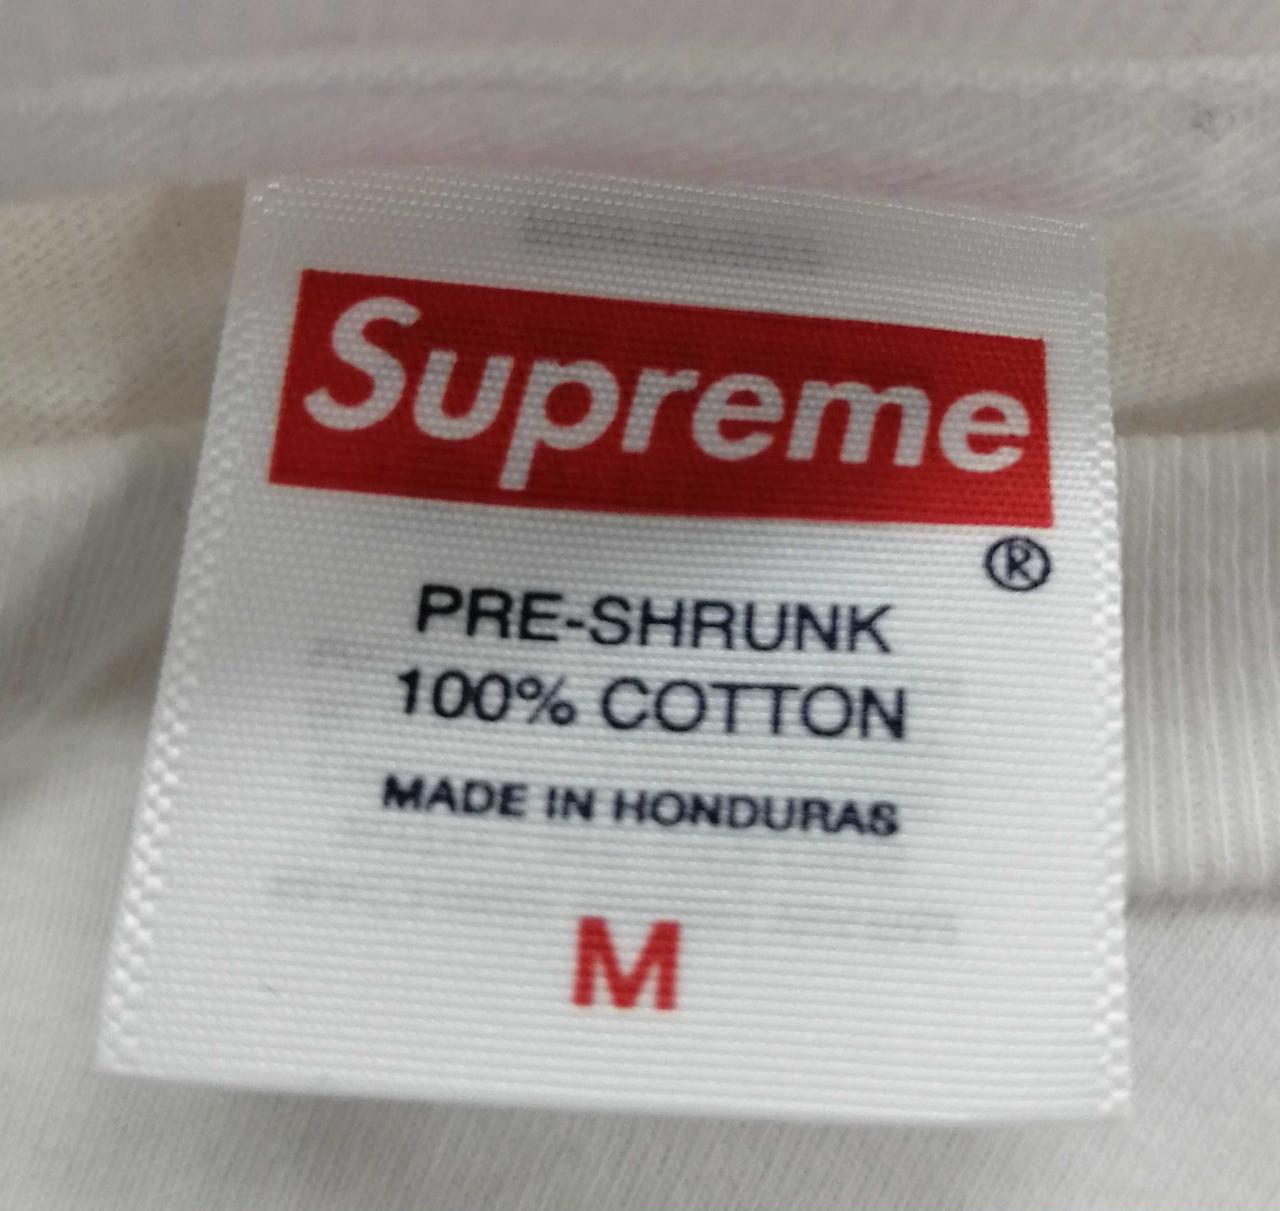 Supreme
®
PRE-SHRUNK
100% COTTON
MADE IN HONDURAS
M